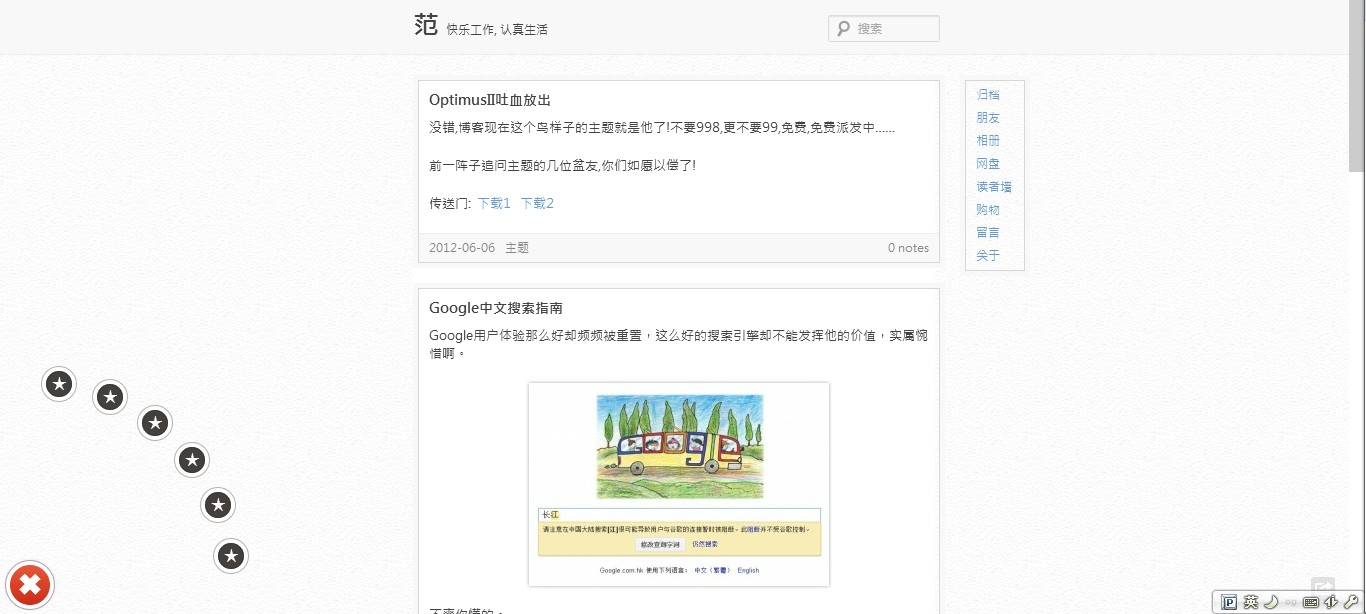 范 快乐工作, 认真生活
搜索
OptimusII吐血放出
没错,博客现在这个鸟样子的主题就是他了!不要998,更不要99,免费,免费派发中......
前一阵子追问主题的几位盆友,你们如愿以偿了!
传送门: 下载1 下载2
2012-06-06 主题 0 notes
归档
朋友
相册
网盘
读者墙
购物
留言
关于
Google中文搜索指南
Google用户体验那么好却频频被重置，这么好的搜索引擎却不能发挥他的价值，实属惋
惜啊。
长江
请注意在中国大陆搜索[江]很可能导致用户与谷歌的连接暂时被阻断。此阻断并不受谷歌控制。
修改查询字词 仍然搜索
Google.com.hk 使用下列语言： 中文（繁體） English
P 英